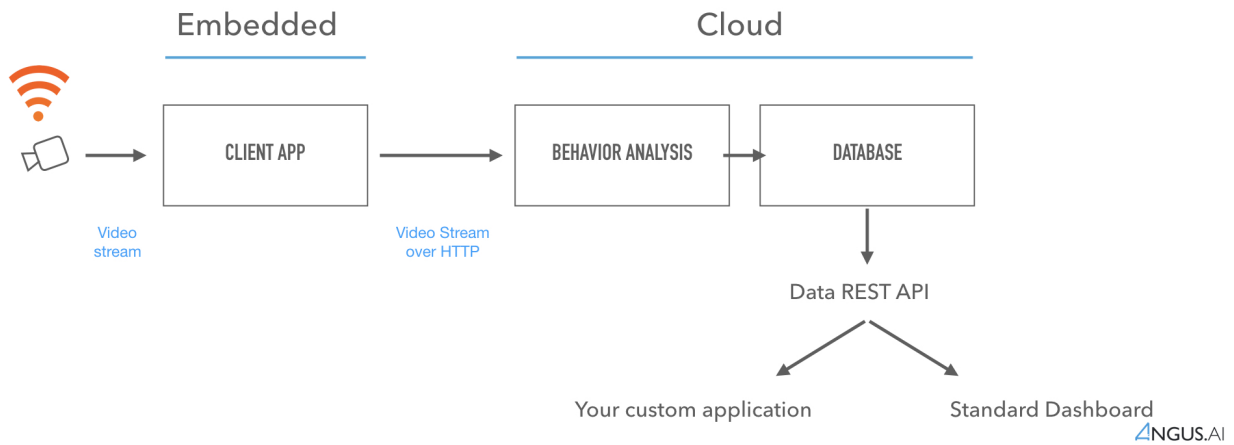 Embedded
Cloud
CLIENT APP
BEHAVIOR ANALYSIS
DATABASE
Video
stream
Video Stream
over HTTP
Data REST API
Your custom application
Standard Dashboard
ANGUS.AI